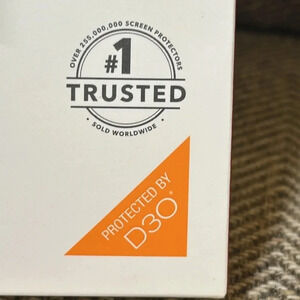 OVER 255,000,000 SCREEN PROTECTORS
#1
TRUSTED
• SOLD WORLDWIDE •
PROTECTED BY
D3O®